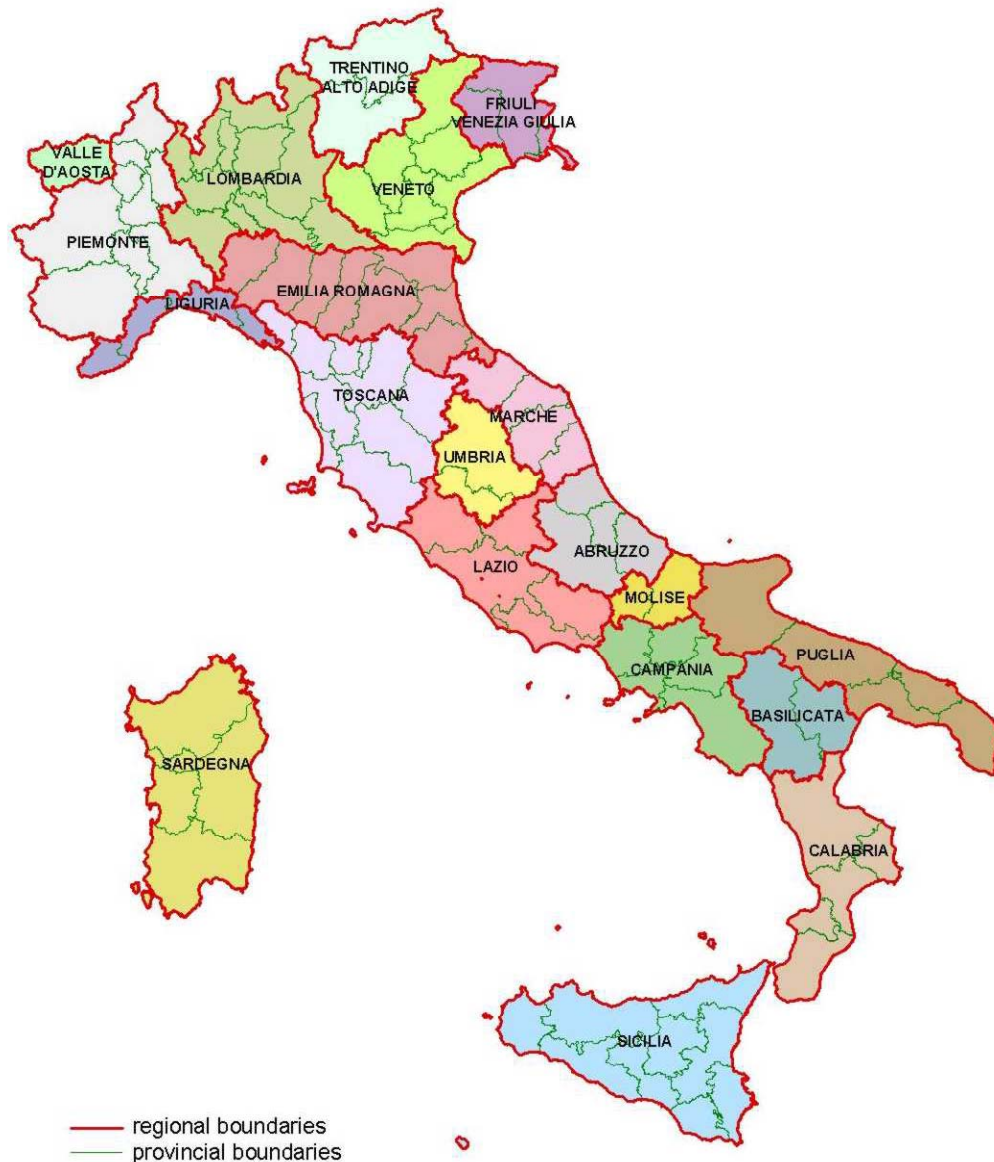 TRENTINO
ALTO ADIGE
FRIULI
VENEZIA GIULIA
VALLE
D'AOSTA
LOMBARDIA
VENETO
PIEMONTE
EMILIA ROMAGNA
LIGURIA
TOSCANA
MARCHE
UMBRIA
ABRUZZO
LAZIO
MOLISE
PUGLIA
CAMPANIA
BASILICATA
SARDEGNA
CALABRIA
SICILIA
regional boundaries
provincial boundaries